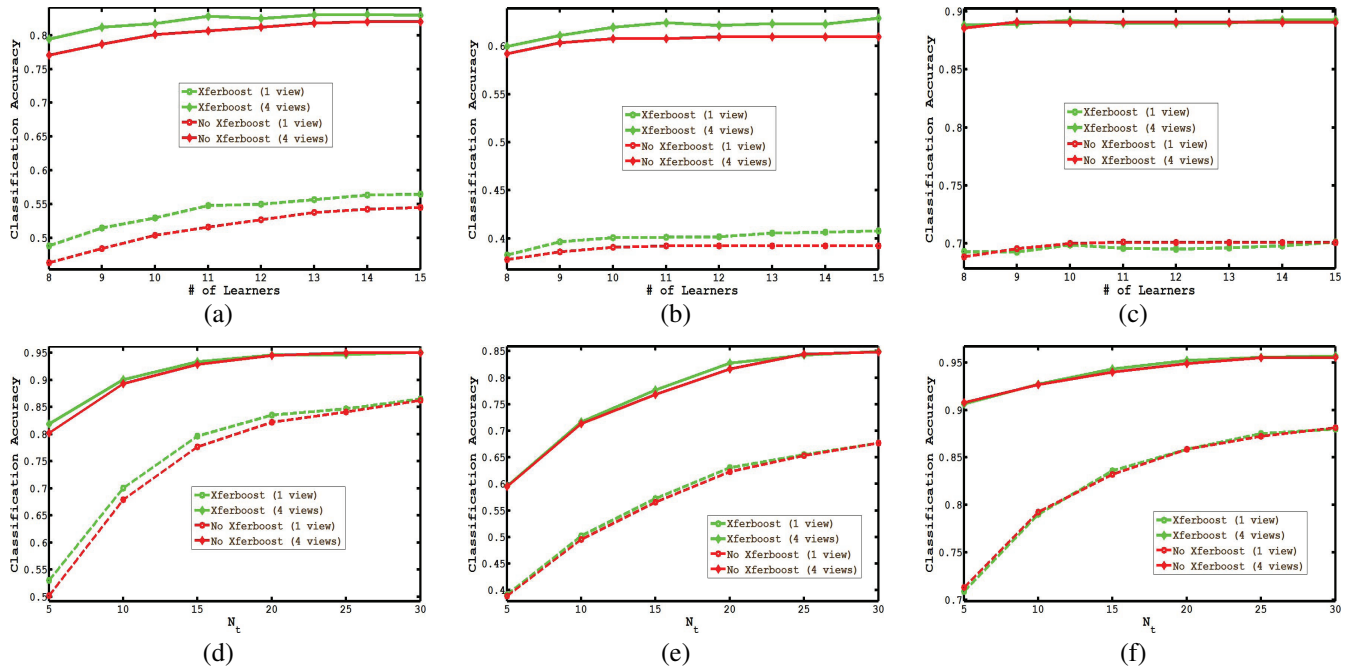 Classification Accuracy
0.8
0.75
0.7
0.65
0.6
0.55
0.5
Xferboost (1 view)
Xferboost (4 views)
No Xferboost (1 view)
No Xferboost (4 views)
8 9 10 11 12 13 14 15
# of Learners
(a)
Classification Accuracy
0.6
0.55
0.5
0.45
0.4
Xferboost (1 view)
Xferboost (4 views)
No Xferboost (1 view)
No Xferboost (4 views)
8 9 10 11 12 13 14 15
# of Learners
(b)
Classification Accuracy
0.9
0.85
0.8
0.75
0.7
Xferboost (1 view)
Xferboost (4 views)
No Xferboost (1 view)
No Xferboost (4 views)
8 9 10 11 12 13 14 15
# of Learners
(c)
Classification Accuracy
0.95
0.9
0.85
0.8
0.75
0.7
0.65
0.6
0.55
0.5
Xferboost (1 view)
Xferboost (4 views)
No Xferboost (1 view)
No Xferboost (4 views)
5 10 15 20 25 30
N_t
(d)
Classification Accuracy
0.85
0.8
0.75
0.7
0.65
0.6
0.55
0.5
0.45
0.4
Xferboost (1 view)
Xferboost (4 views)
No Xferboost (1 view)
No Xferboost (4 views)
5 10 15 20 25 30
N_t
(e)
Classification Accuracy
0.95
0.9
0.85
0.8
0.75
0.7
Xferboost (1 view)
Xferboost (4 views)
No Xferboost (1 view)
No Xferboost (4 views)
5 10 15 20 25 30
N_t
(f)